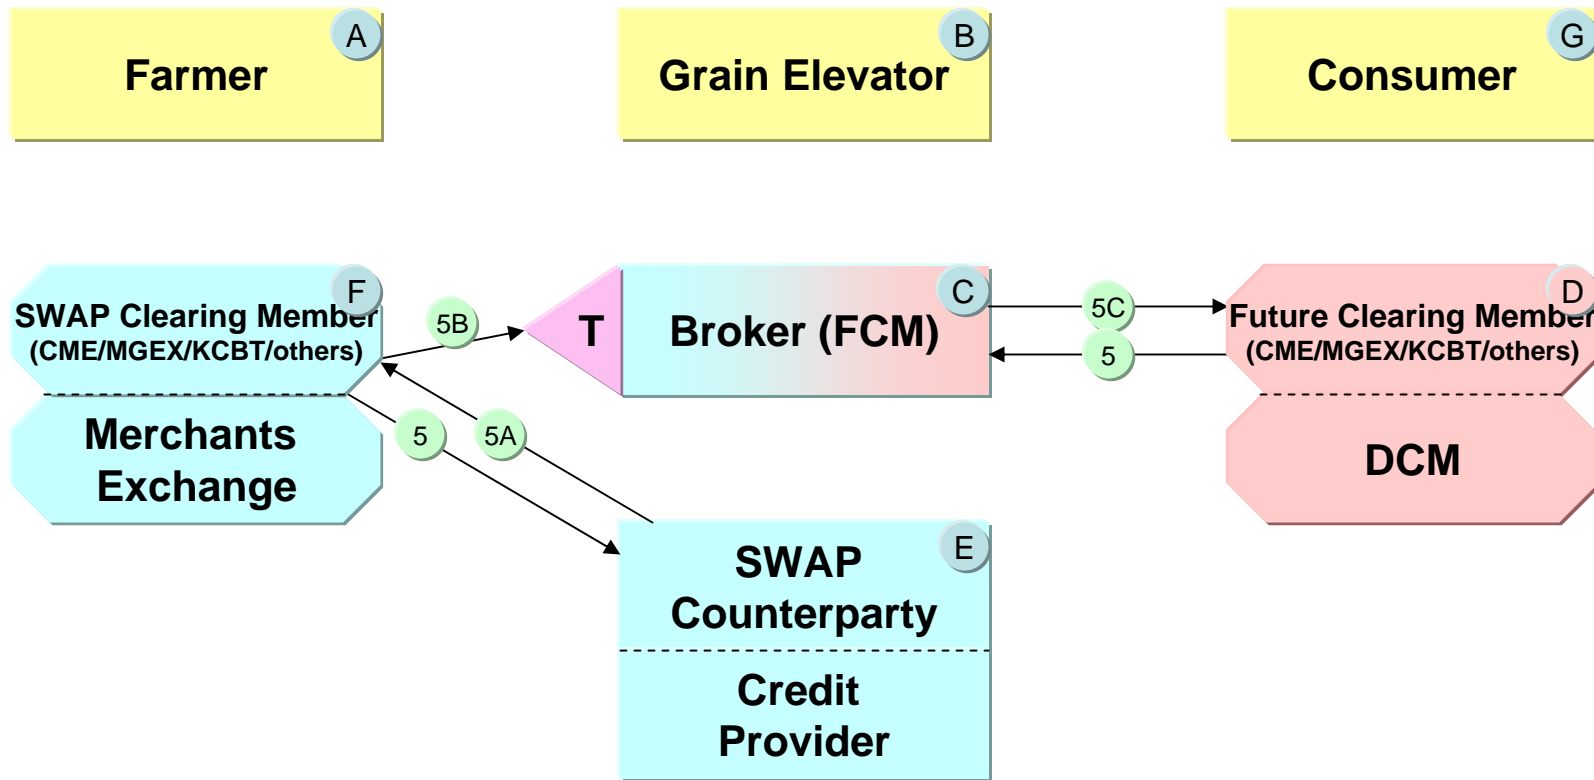 A
Farmer
B
Grain Elevator
G
Consumer
F
SWAP Clearing Member
(CME/MGEX/KCBT/others)
Merchants
Exchange
5B
T
C
Broker (FCM)
5C
5
D
Future Clearing Member
(CME/MGEX/KCBT/others)
DCM
5
5A
E
SWAP
Counterparty
Credit
Provider